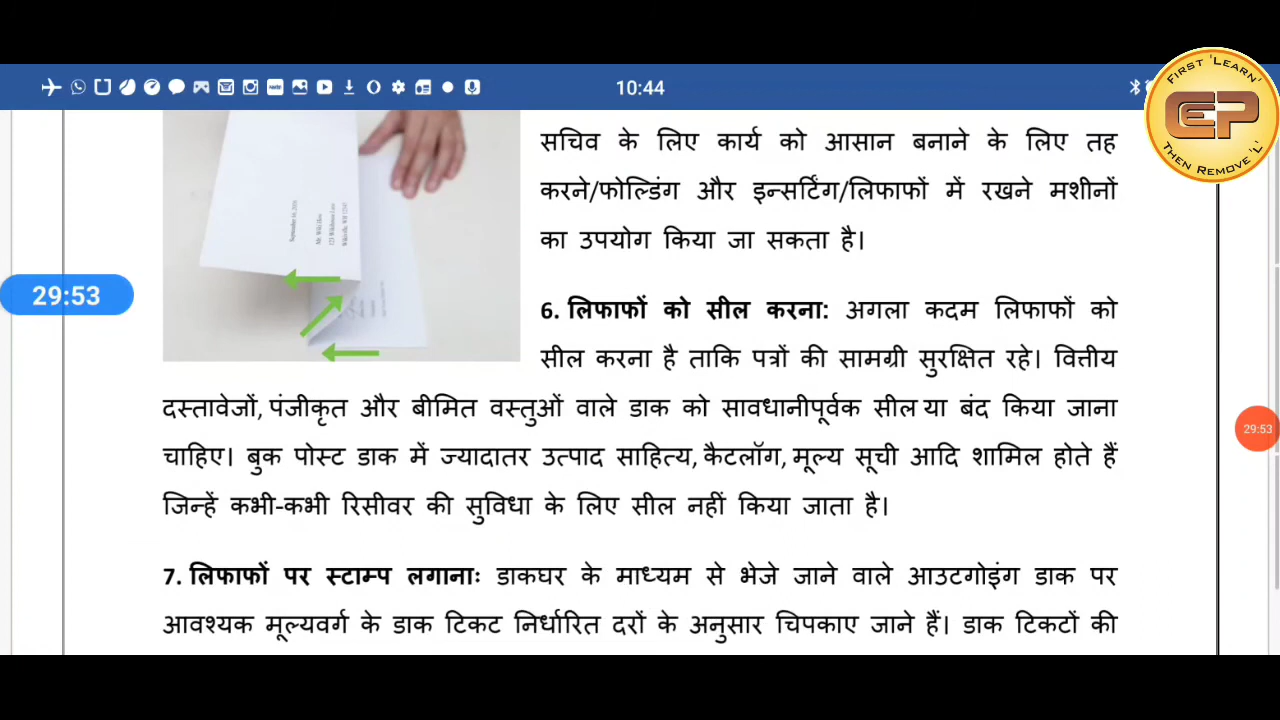 10:44
FIRST 'LEARN'
EP
THEN REMOVE 'L'
सचिव के लिए कार्य को आसान बनाने के लिए तह
करने/फोल्डिंग और इन्सर्टिंग/लिफाफों में रखने मशीनों
का उपयोग किया जा सकता है।
29:53
6. लिफाफों को सील करना: अगला कदम लिफाफों को
सील करना है ताकि पत्रों की सामग्री सुरक्षित रहे। वित्तीय
दस्तावेजों, पंजीकृत और बीमित वस्तुओं वाले डाक को सावधानीपूर्वक सील या बंद किया जाना
29:53
चाहिए। बुक पोस्ट डाक में ज्यादातर उत्पाद साहित्य, कैटलॉग, मूल्य सूची आदि शामिल होते हैं
जिन्हें कभी-कभी रिसीवर की सुविधा के लिए सील नहीं किया जाता है।
7. लिफाफों पर स्टाम्प लगानाः डाकघर के माध्यम से भेजे जाने वाले आउटगोइंग डाक पर
आवश्यक मूल्यवर्ग के डाक टिकट निर्धारित दरों के अनुसार चिपकाए जाने हैं। डाक टिकटों की